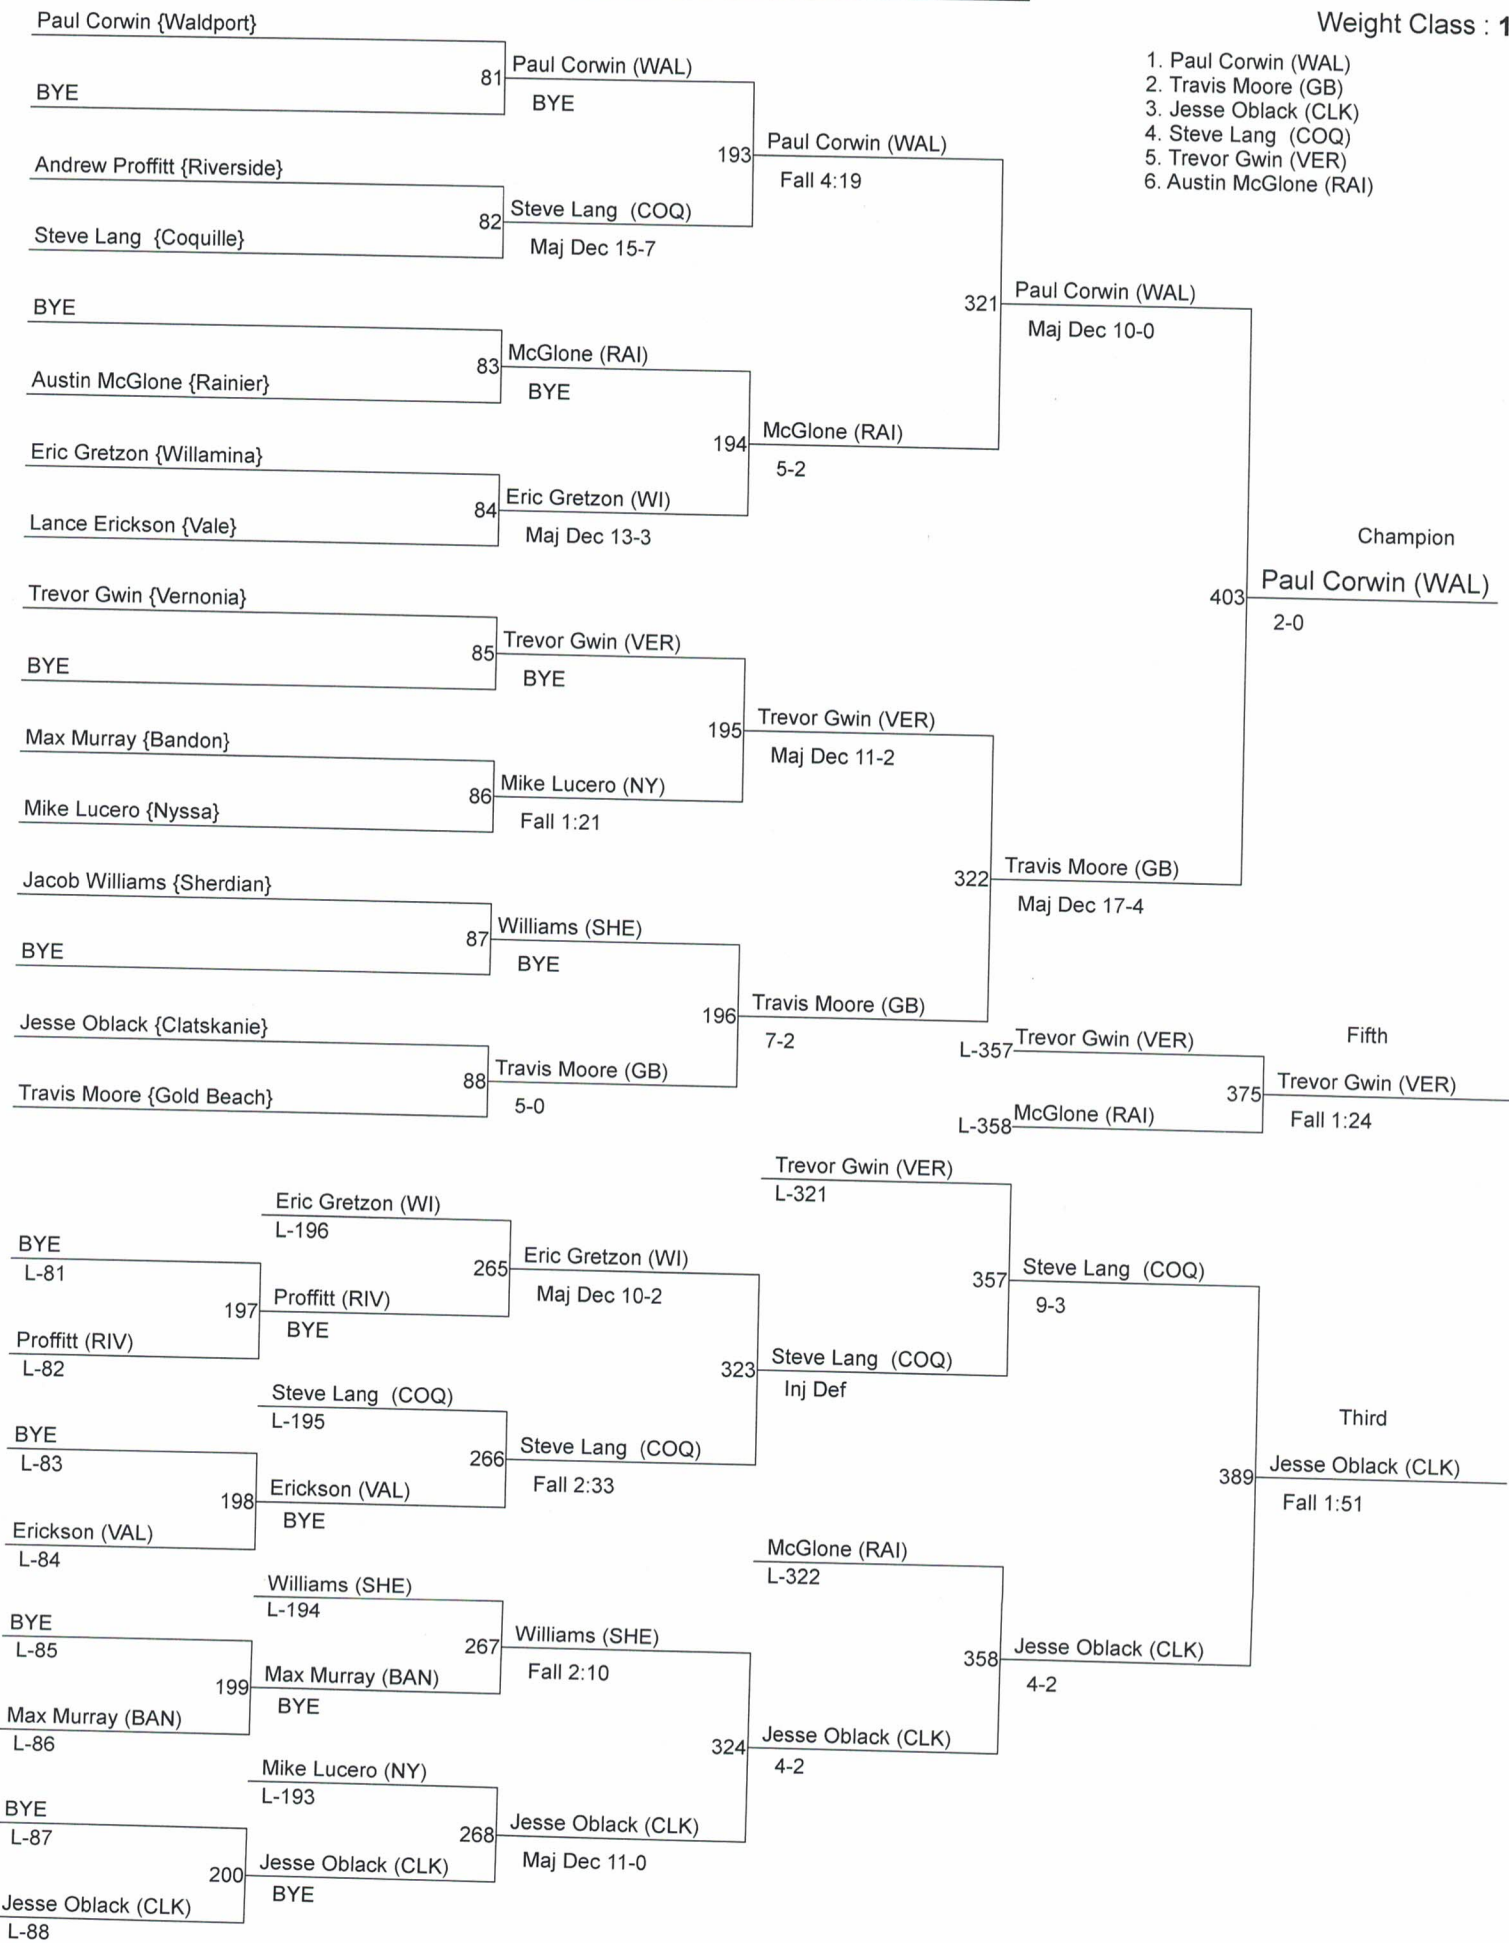 Weight Class : 1
1. Paul Corwin (WAL)
2. Travis Moore (GB)
3. Jesse Oblack (CLK)
4. Steve Lang (COQ)
5. Trevor Gwin (VER)
6. Austin McGlone (RAI)
Paul Corwin {Waldport}
BYE
Andrew Proffitt {Riverside}
Steve Lang {Coquille}
BYE
Austin McGlone {Rainier}
Eric Gretzon {Willamina}
Lance Erickson {Vale}
Trevor Gwin {Vernonia}
BYE
Max Murray {Bandon}
Mike Lucero {Nyssa}
Jacob Williams {Sherdian}
BYE
Jesse Oblack {Clatskanie}
Travis Moore {Gold Beach}
81 Paul Corwin (WAL)
BYE
82 Steve Lang (COQ)
Maj Dec 15-7
83 McGlone (RAI)
BYE
84 Eric Gretzon (WI)
Maj Dec 13-3
85 Trevor Gwin (VER)
BYE
86 Mike Lucero (NY)
Fall 1:21
87 Williams (SHE)
BYE
88 Travis Moore (GB)
5-0
193 Paul Corwin (WAL)
Fall 4:19
194 McGlone (RAI)
5-2
195 Trevor Gwin (VER)
Maj Dec 11-2
196 Travis Moore (GB)
7-2
321 Paul Corwin (WAL)
Maj Dec 10-0
322 Travis Moore (GB)
Maj Dec 17-4
Champion
403 Paul Corwin (WAL)
2-0
L-357 Trevor Gwin (VER)
L-358 McGlone (RAI)
Fifth
375 Trevor Gwin (VER)
Fall 1:24
BYE
L-81
Proffitt (RIV)
L-82
BYE
L-83
Erickson (VAL)
L-84
BYE
L-85
Max Murray (BAN)
L-86
BYE
L-87
Jesse Oblack (CLK)
L-88
Eric Gretzon (WI)
L-196
197 Proffitt (RIV)
BYE
Steve Lang (COQ)
L-195
198 Erickson (VAL)
BYE
Williams (SHE)
L-194
199 Max Murray (BAN)
BYE
Mike Lucero (NY)
L-193
200 Jesse Oblack (CLK)
BYE
265 Eric Gretzon (WI)
Maj Dec 10-2
266 Steve Lang (COQ)
Fall 2:33
267 Williams (SHE)
Fall 2:10
268 Jesse Oblack (CLK)
Maj Dec 11-0
Trevor Gwin (VER)
L-321
323 Steve Lang (COQ)
Inj Def
McGlone (RAI)
L-322
324 Jesse Oblack (CLK)
4-2
357 Steve Lang (COQ)
9-3
358 Jesse Oblack (CLK)
4-2
Third
389 Jesse Oblack (CLK)
Fall 1:51